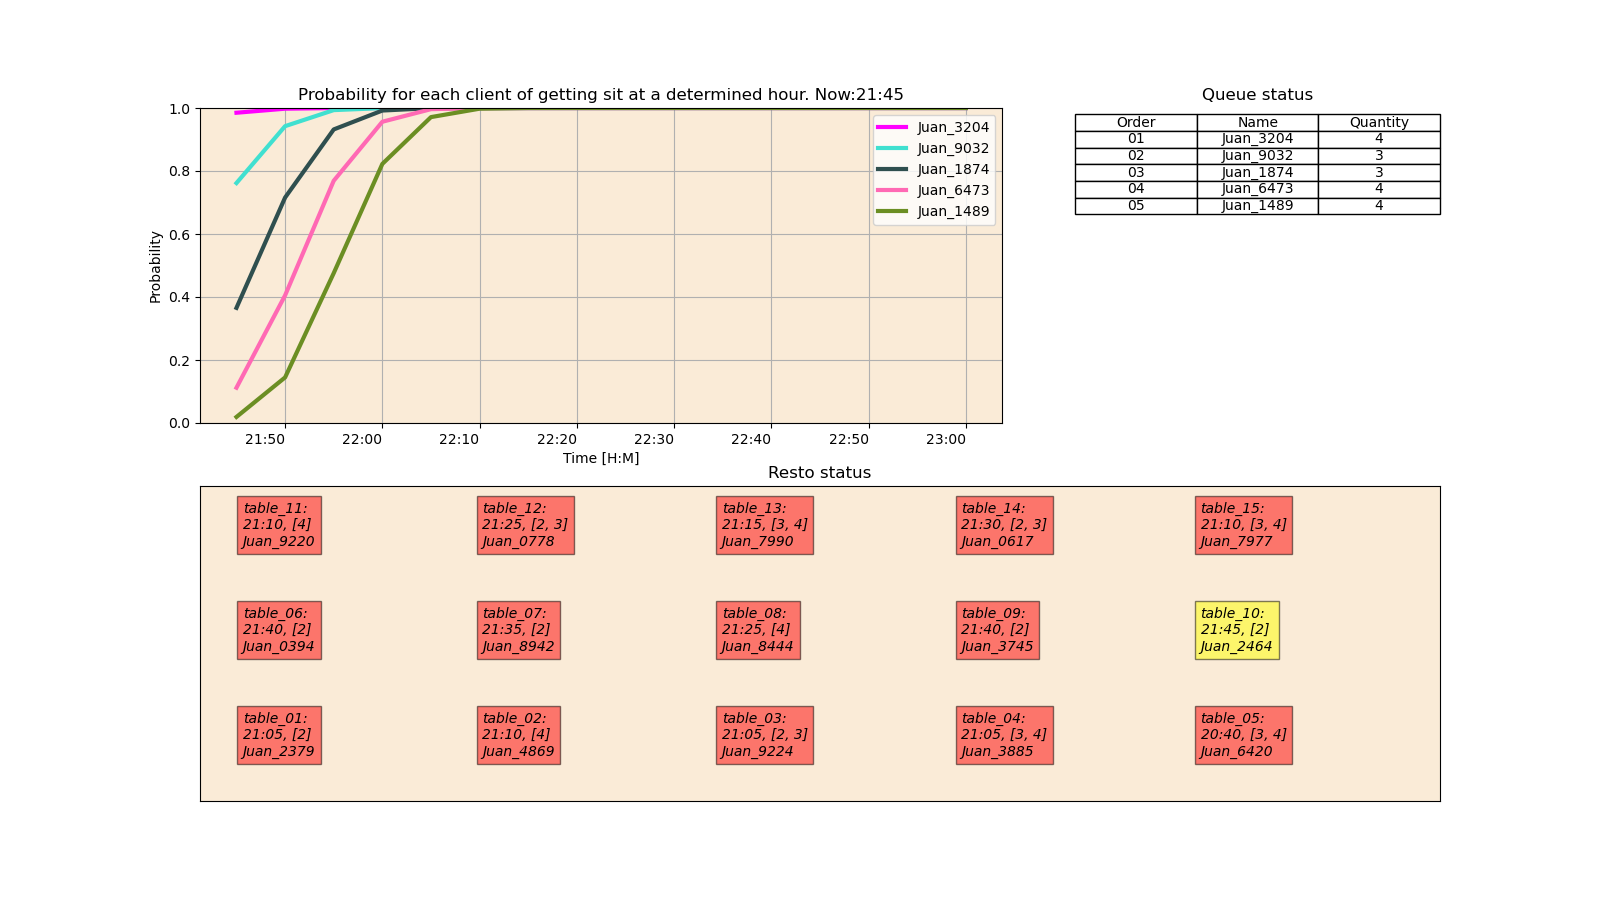 Probability for each client of getting sit at a determined hour. Now:21:45
Probability
1.0
0.8
0.6
0.4
0.2
0.0
Juan_3204
Juan_9032
Juan_1874
Juan_6473
Juan_1489
21:50 22:00 22:10 22:20 22:30 22:40 22:50 23:00
Time [H:M]
Queue status
Order Name Quantity
01 Juan_3204 4
02 Juan_9032 3
03 Juan_1874 3
04 Juan_6473 4
05 Juan_1489 4
Resto status
table_11:
21:10, [4]
Juan_9220
table_12:
21:25, [2, 3]
Juan_0778
table_13:
21:15, [3, 4]
Juan_7990
table_14:
21:30, [2, 3]
Juan_0617
table_15:
21:10, [3, 4]
Juan_7977
table_06:
21:40, [2]
Juan_0394
table_07:
21:35, [2]
Juan_8942
table_08:
21:25, [4]
Juan_8444
table_09:
21:40, [2]
Juan_3745
table_10:
21:45, [2]
Juan_2464
table_01:
21:05, [2]
Juan_2379
table_02:
21:10, [4]
Juan_4869
table_03:
21:05, [2, 3]
Juan_9224
table_04:
21:05, [3, 4]
Juan_3885
table_05:
20:40, [3, 4]
Juan_6420